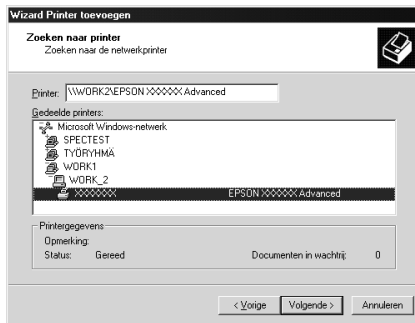 Wizard Printer toevoegen
Zoeken naar printer
Zoeken naar de netwerkprinter
Printer: \\WORK2\EPSON XXXXXX Advanced
Gedeelde printers:
Microsoft Windows-netwerk
SPECTEST
TYÖRYHMÄ
WORK1
WORK_2
XXXXXXX EPSON XXXXXX Advanced
Printergegevens
Opmerking:
Status: Gereed Documenten in wachtrij: 0
< Vorige Volgende > Annuleren